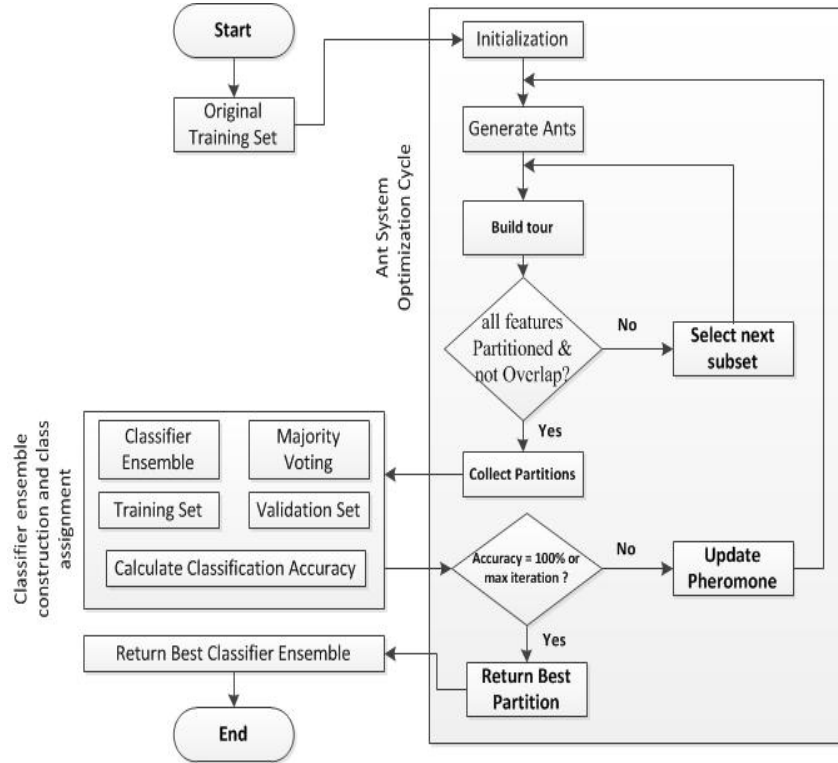 Start
Original
Training Set
Initialization
Generate Ants
Build tour
all features
Partitioned &
not Overlap?
No
Select next
subset
Yes
Collect Partitions
Ant System
Optimization Cycle
Classifier ensemble
construction and class
assignment
Classifier
Ensemble
Majority
Voting
Training Set
Validation Set
Calculate Classification Accuracy
Accuracy = 100% or
max iteration ?
No
Update
Pheromone
Yes
Return Best
Partition
Return Best Classifier Ensemble
End